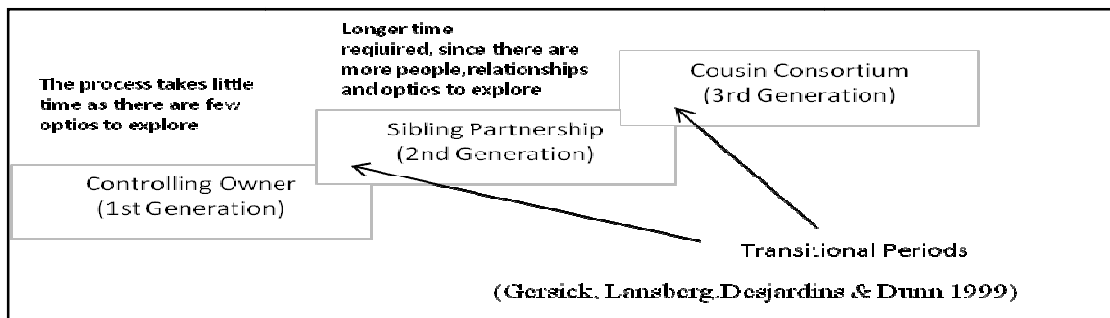 The process takes little
time as there are few
optios to explore
Longer time
reqiuired, since there are
more people,relationships
and optios to explore
Cousin Consortium
(3rd Generation)
Sibling Partnership
(2nd Generation)
Controlling Owner
(1st Generation)
Transitional Periods
(Gersick, Lansberg,Desjardins & Dunn 1999)